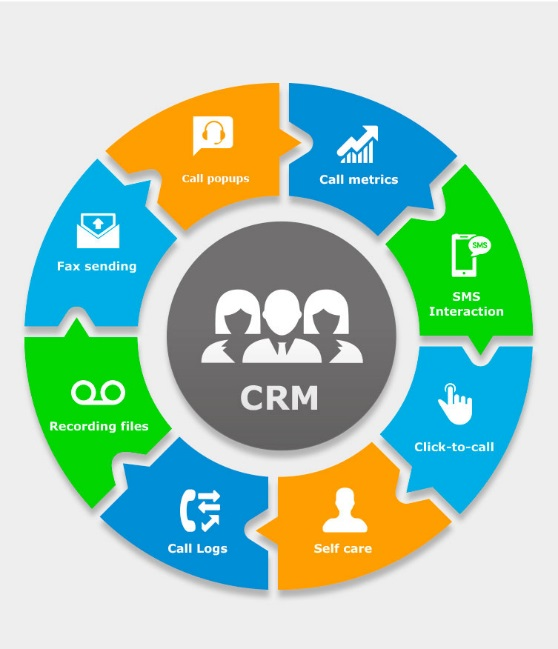 Call popups
Call metrics
SMS
SMS
Interaction
Click-to-call
Self care
Call Logs
Recording files
Fax sending
CRM